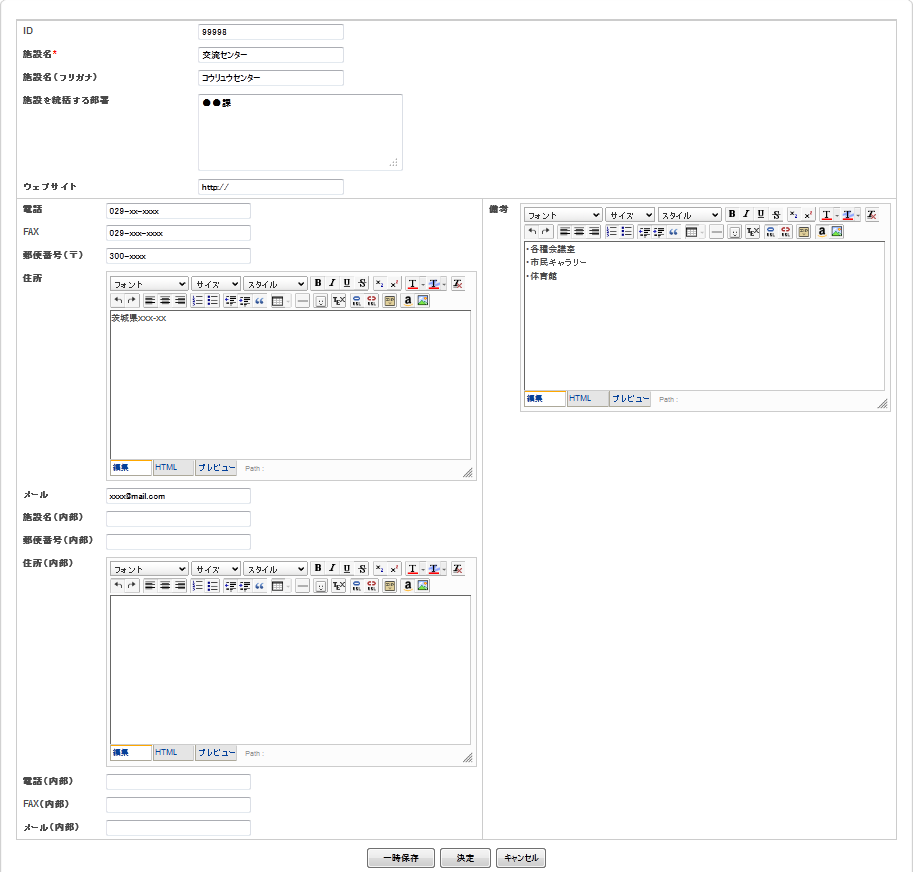 ID 99998
施設名* 交流センター
施設名(フリガナ) コウリュウセンター
施設を統括する部署 ●●課
ウェブサイト http://
電話 029-xx-xxxx
FAX 029-xxx-xxxx
郵便番号(〒) 300-xxxx
住所
フォント サイズ スタイル B I U S
茨城県xxx-xx
編集 HTML プレビュー Path :
メール xxxx@mail.com
施設名(内部)
郵便番号(内部)
住所(内部)
フォント サイズ スタイル B I U S
編集 HTML プレビュー Path :
電話(内部)
FAX(内部)
メール(内部)
備考
フォント サイズ スタイル B I U S
・各種会議室
・市民ギャラリー
・体育館
編集 HTML プレビュー Path :
一時保存 決定 キャンセル